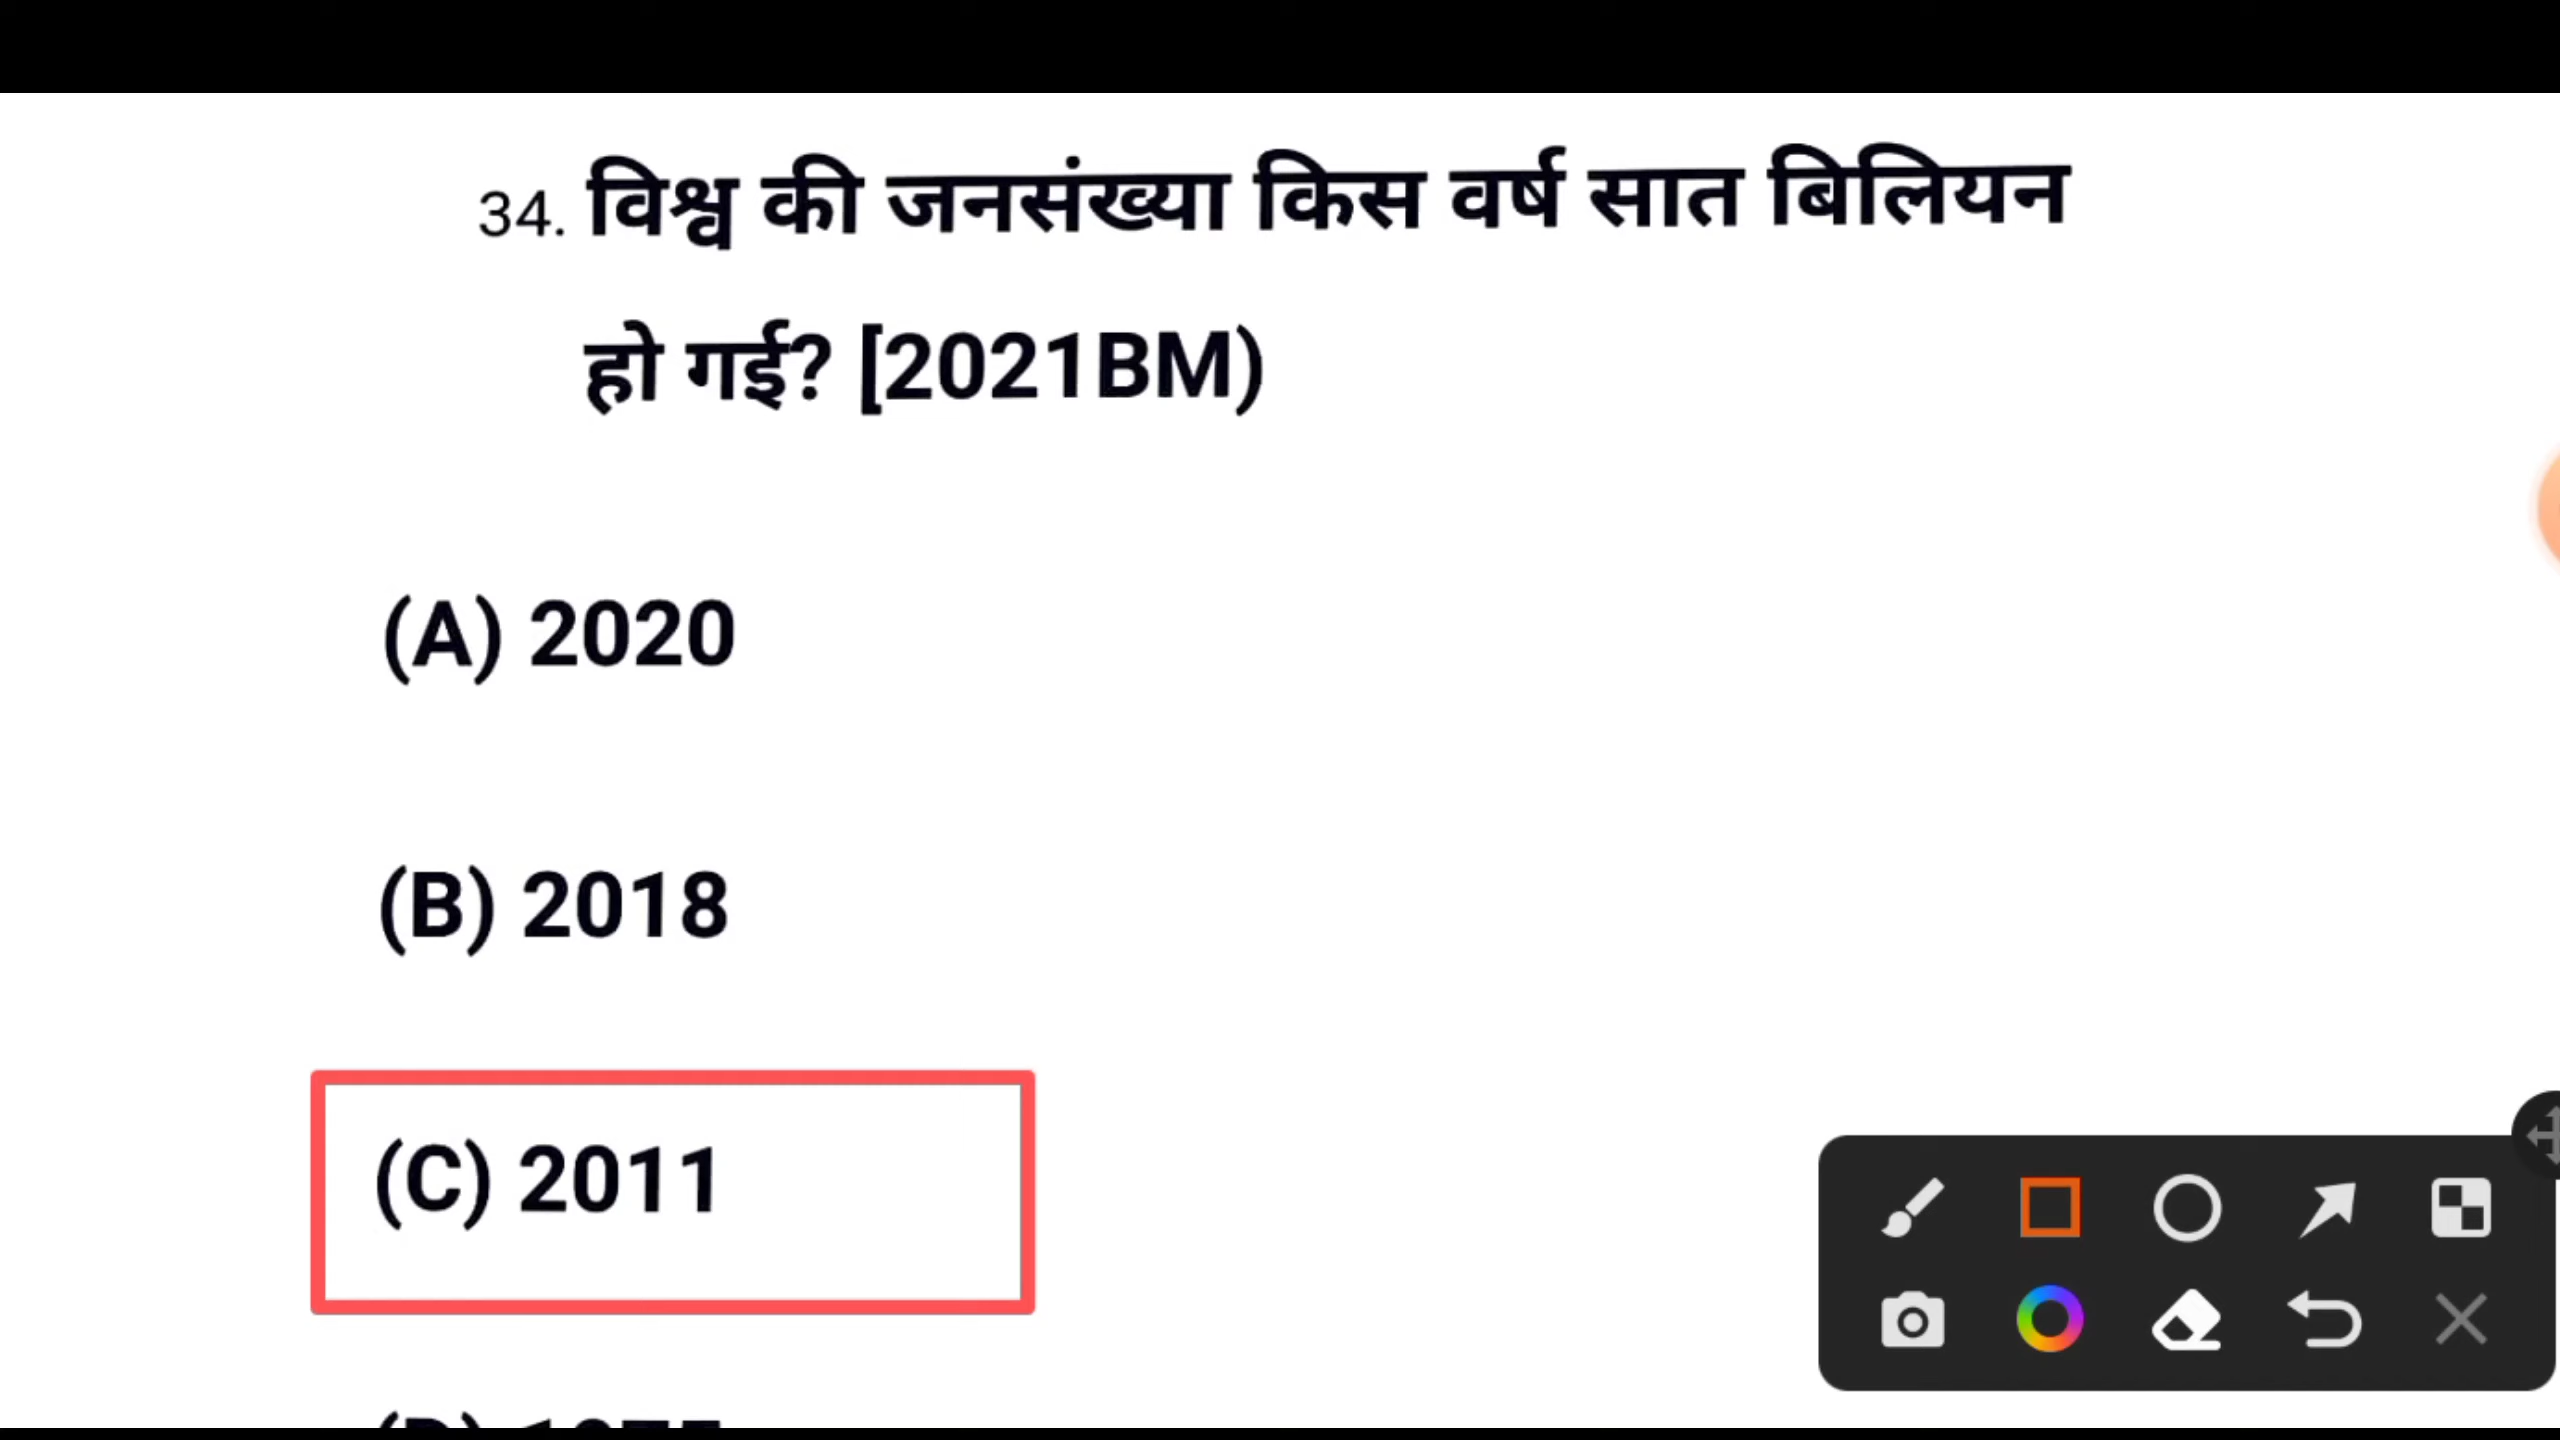 34. विश्व की जनसंख्या किस वर्ष सात बिलियन
हो गई? [2021BM)
(A) 2020
(B) 2018
(C) 2011